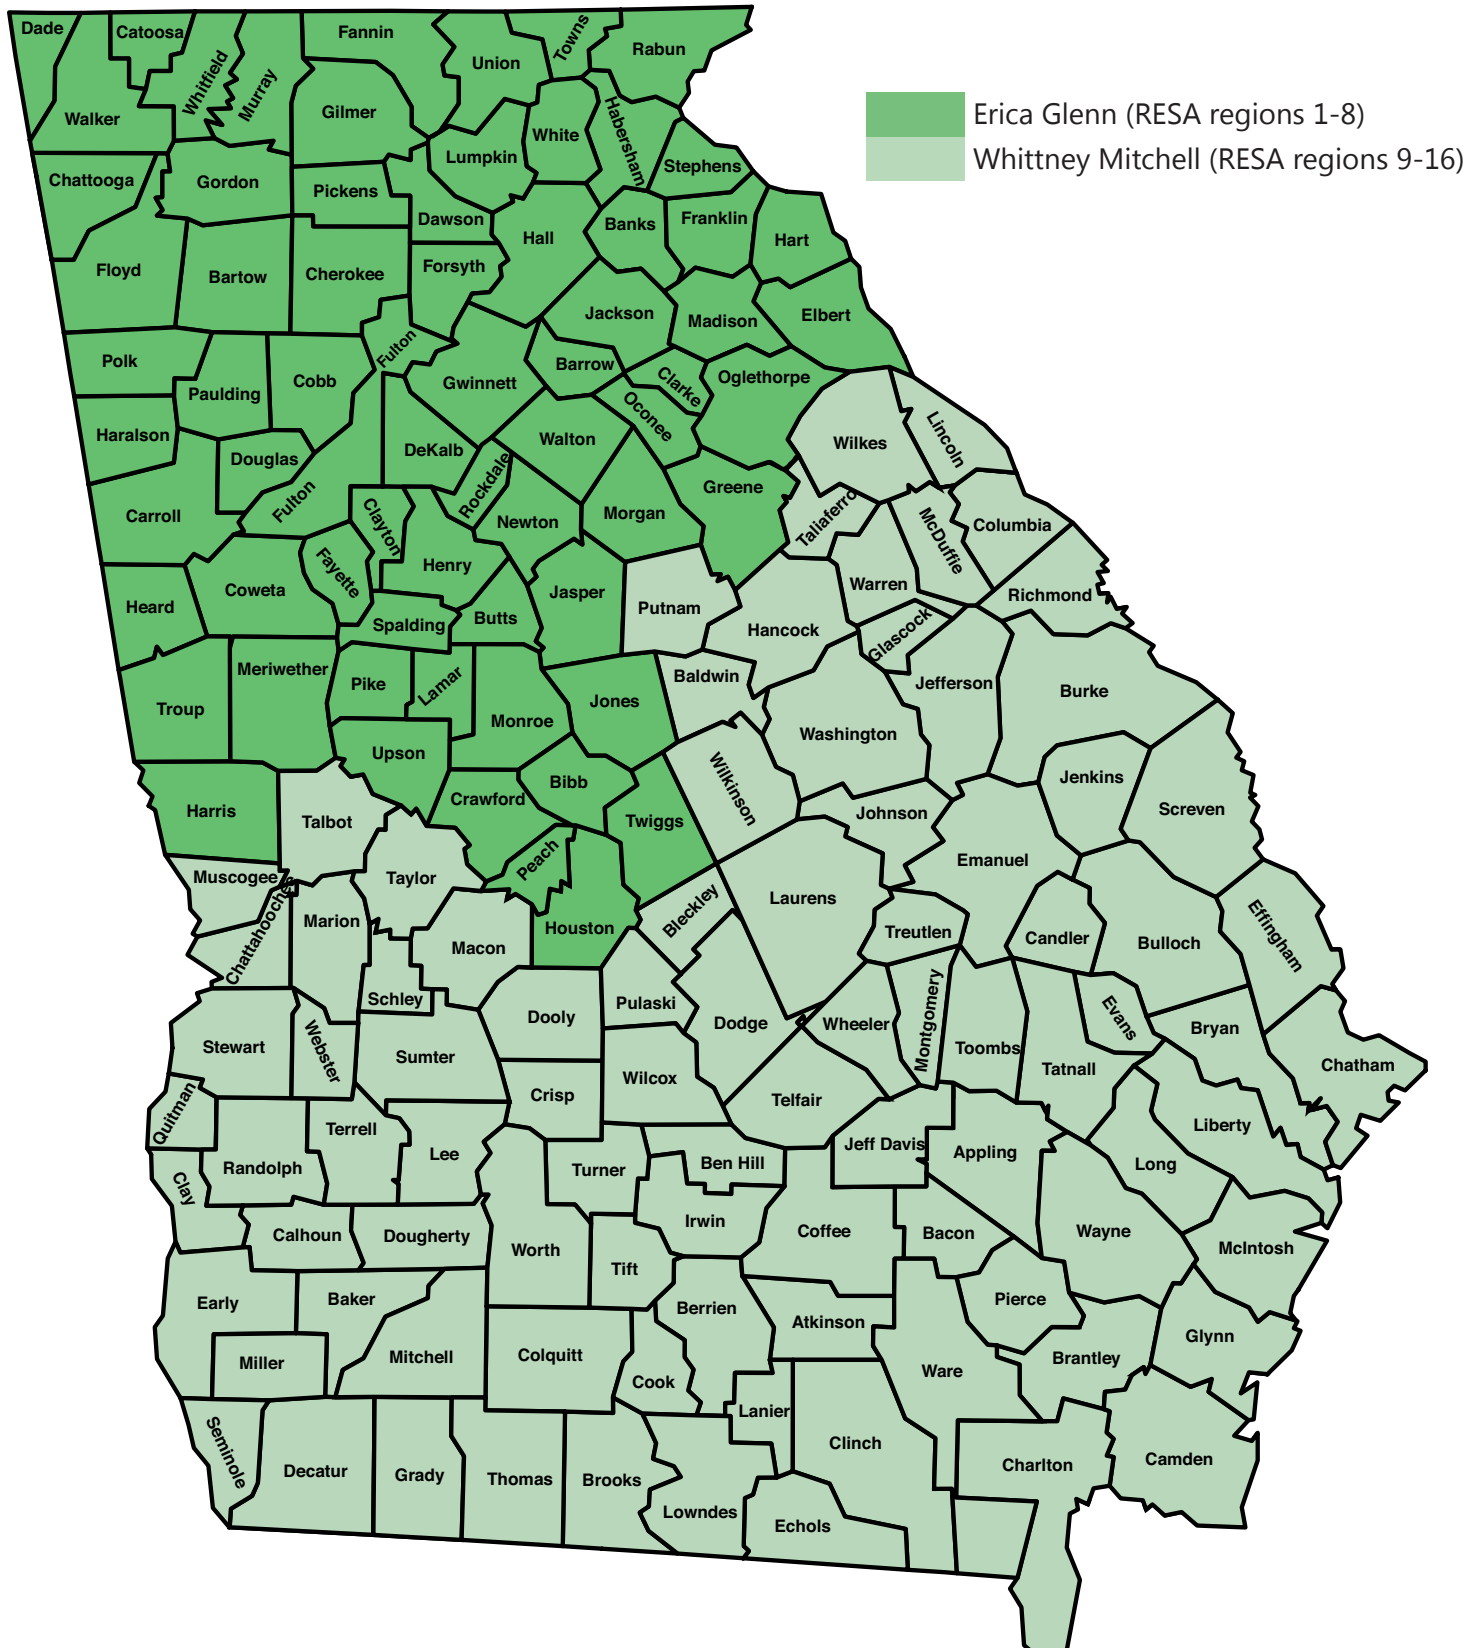 Dade
Catoosa
Fannin
Towns
Rabun
Union
Whitfield
Murray
Walker
Gilmer
White
Habersham
Lumpkin
Stephens
Chattooga
Gordon
Pickens
Dawson
Hall
Banks
Franklin
Hart
Floyd
Bartow
Cherokee
Forsyth
Jackson
Madison
Elbert
Erica Glenn (RESA regions 1-8)
Whittney Mitchell (RESA regions 9-16)
Polk
Paulding
Cobb
Fulton
Gwinnett
Barrow
Clarke
Oglethorpe
Oconee
Haralson
Douglas
DeKalb
Walton
Wilkes
Lincoln
Carroll
Fulton
Clayton
Rockdale
Newton
Morgan
Greene
Taliaferro
McDuffie
Columbia
Heard
Coweta
Fayette
Henry
Jasper
Putnam
Warren
Richmond
Spalding
Butts
Hancock
Glascock
Troup
Meriwether
Pike
Lamar
Monroe
Jones
Baldwin
Jefferson
Burke
Upson
Washington
Harris
Talbot
Crawford
Bibb
Twiggs
Wilkinson
Johnson
Jenkins
Screven
Muscogee
Taylor
Peach
Emanuel
Chattahoochee
Marion
Macon
Houston
Bleckley
Laurens
Treutlen
Candler
Bulloch
Effingham
Schley
Dooly
Pulaski
Dodge
Wheeler
Montgomery
Toombs
Evans
Bryan
Stewart
Webster
Sumter
Crisp
Wilcox
Telfair
Tatnall
Chatham
Quitman
Terrell
Lee
Turner
Ben Hill
Jeff Davis
Appling
Liberty
Long
Clay
Randolph
Calhoun
Dougherty
Worth
Irwin
Coffee
Bacon
Wayne
McIntosh
Tift
Early
Baker
Berrien
Atkinson
Pierce
Glynn
Miller
Mitchell
Colquitt
Cook
Ware
Brantley
Lanier
Seminole
Decatur
Grady
Thomas
Brooks
Lowndes
Clinch
Echols
Charlton
Camden